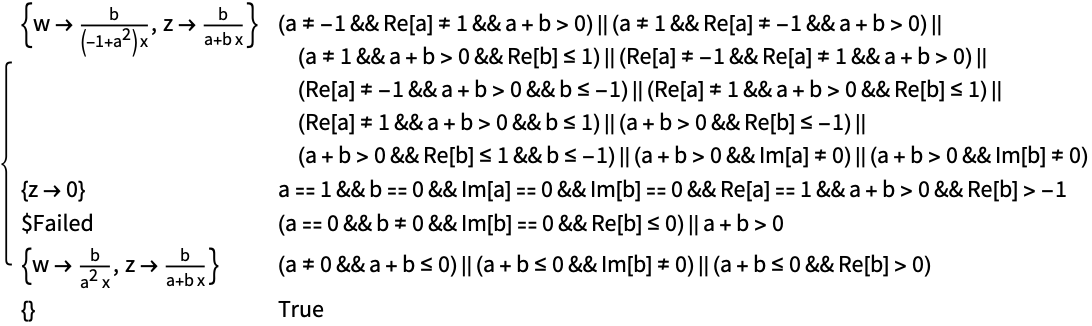 {w → b/((-1+a²) x), z → b/(a+b x)} (a ≠ −1 && Re[a] ≠ 1 && a + b > 0) || (a ≠ 1 && Re[a] ≠ −1 && a + b > 0) ||
(a ≠ 1 && a + b > 0 && Re[b] ≤ 1) || (Re[a] ≠ −1 && Re[a] ≠ 1 && a + b > 0) ||
(Re[a] ≠ −1 && a + b > 0 && b ≤ −1) || (Re[a] ≠ 1 && a + b > 0 && Re[b] ≤ 1) ||
(Re[a] ≠ 1 && a + b > 0 && b ≤ 1) || (a + b > 0 && Re[b] ≤ −1) ||
(a + b > 0 && Re[b] ≤ 1 && b ≤ −1) || (a + b > 0 && Im[a] ≠ 0) || (a + b > 0 && Im[b] ≠ 0)
{z → 0} a == 1 && b == 0 && Im[a] == 0 && Im[b] == 0 && Re[a] == 1 && a + b > 0 && Re[b] > −1
$Failed (a == 0 && b ≠ 0 && Im[b] == 0 && Re[b] ≤ 0) || a + b > 0
{w → b/(a² x), z → b/(a+b x)} (a ≠ 0 && a + b ≤ 0) || (a + b ≤ 0 && Im[b] ≠ 0) || (a + b ≤ 0 && Re[b] > 0)
{} True